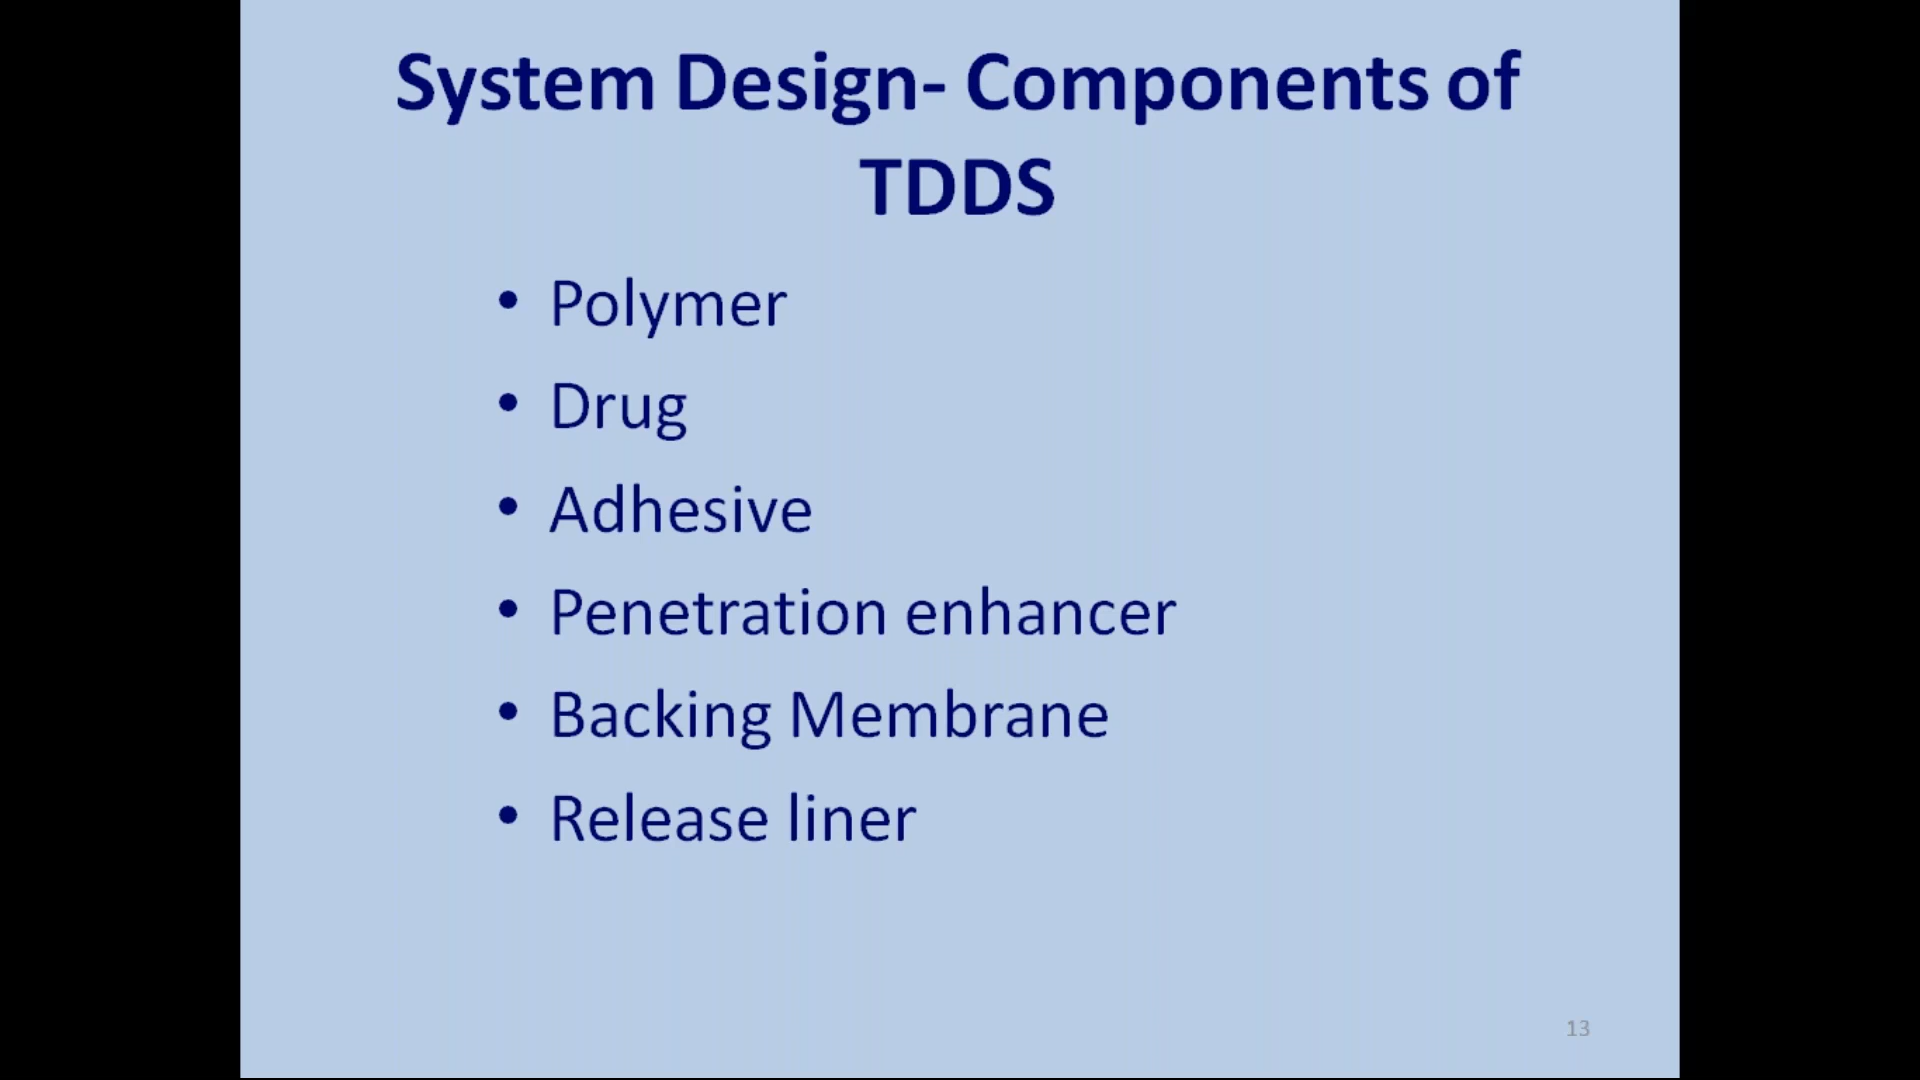 System Design- Components of
TDDS
• Polymer
• Drug
• Adhesive
• Penetration enhancer
• Backing Membrane
• Release liner
13